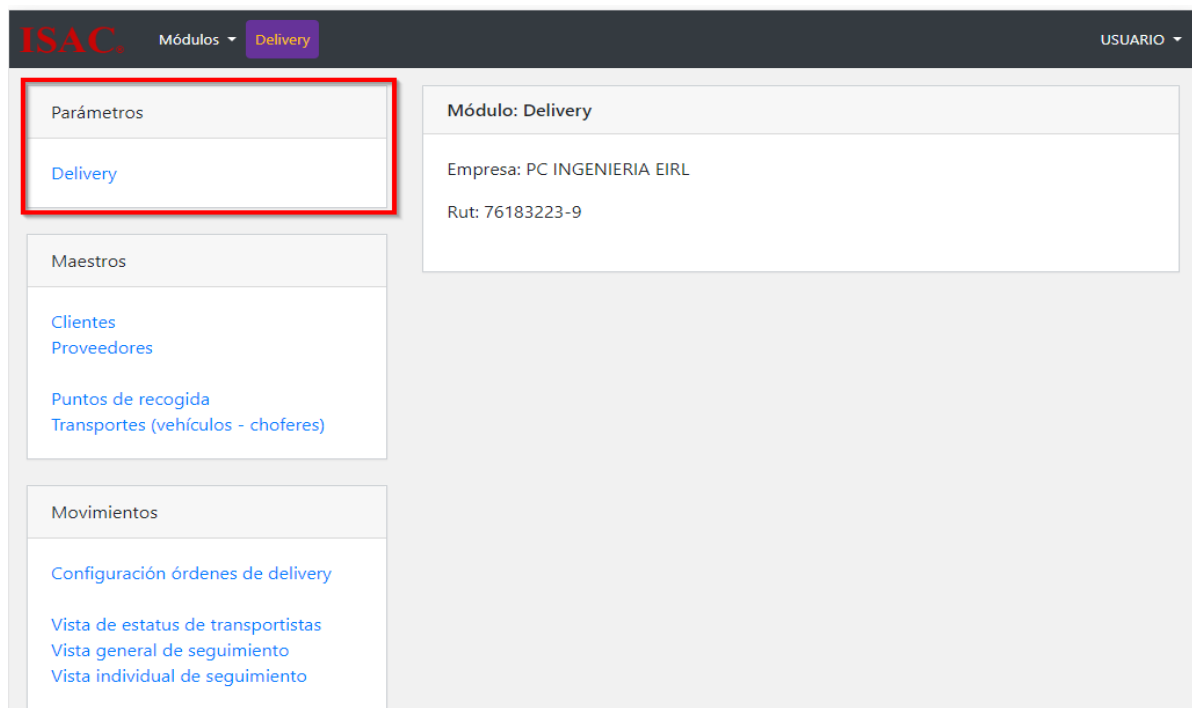 ISAC.
Módulos
Delivery
USUARIO
Parámetros
Delivery
Maestros
Clientes
Proveedores
Puntos de recogida
Transportes (vehículos - choferes)
Movimientos
Configuración órdenes de delivery
Vista de estatus de transportistas
Vista general de seguimiento
Vista individual de seguimiento
Módulo: Delivery
Empresa: PC INGENIERIA EIRL
Rut: 76183223-9